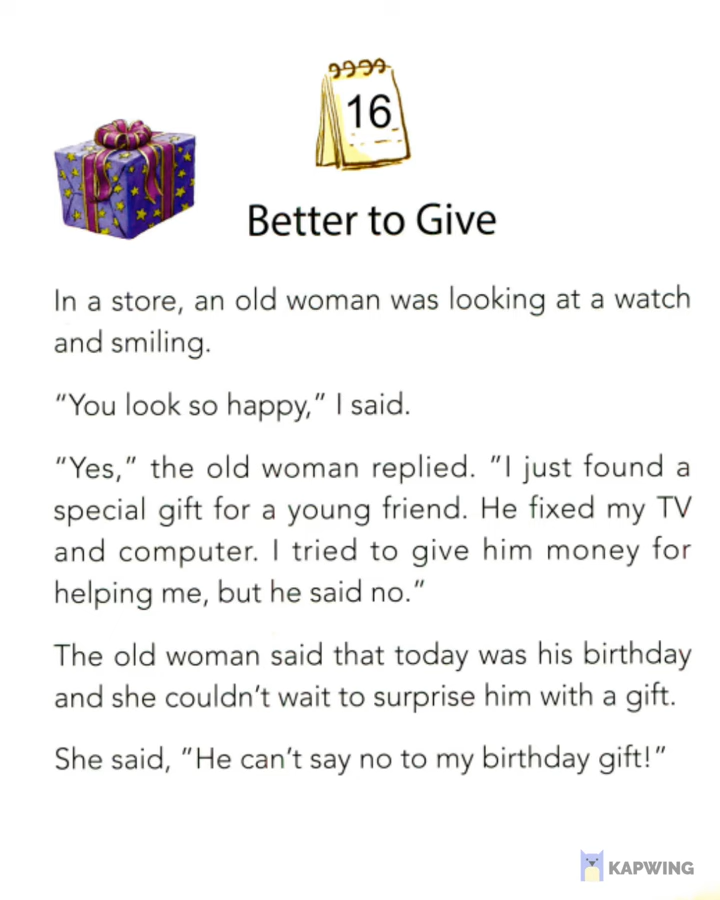 16
Better to Give
In a store, an old woman was looking at a watch
and smiling.
"You look so happy," I said.
"Yes," the old woman replied. "I just found a
special gift for a young friend. He fixed my TV
and computer. I tried to give him money for
helping me, but he said no."
The old woman said that today was his birthday
and she couldn't wait to surprise him with a gift.
She said, "He can't say no to my birthday gift!"
KAPWING